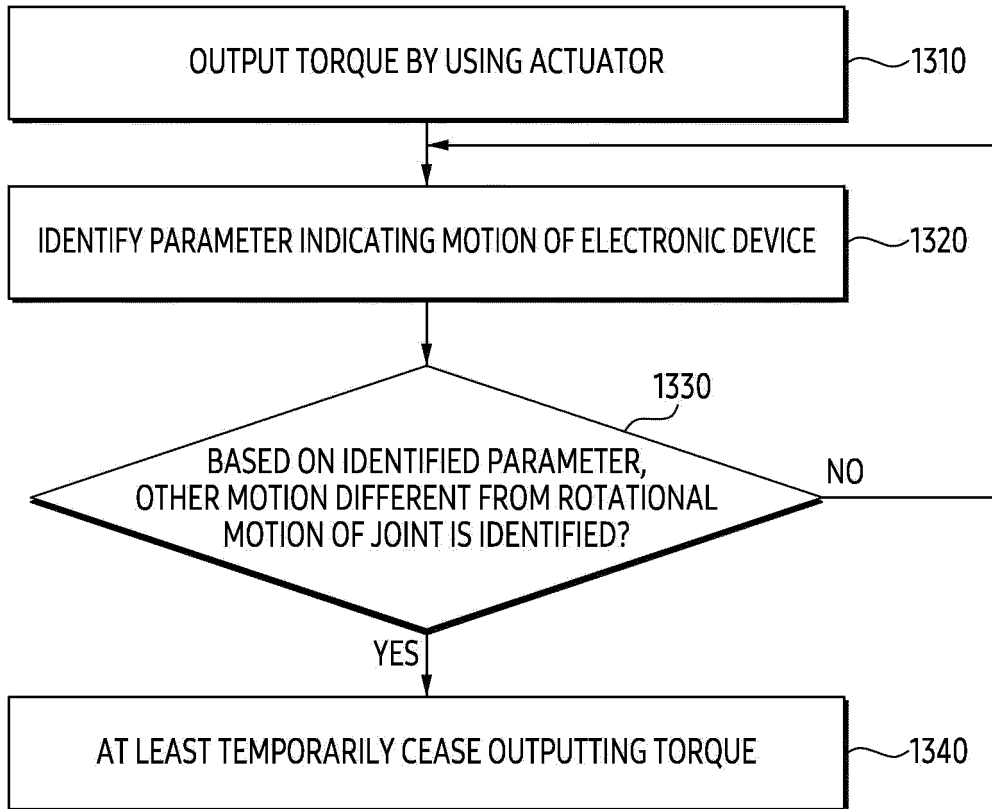 OUTPUT TORQUE BY USING ACTUATOR
1310
IDENTIFY PARAMETER INDICATING MOTION OF ELECTRONIC DEVICE
1320
1330
BASED ON IDENTIFIED PARAMETER,
OTHER MOTION DIFFERENT FROM ROTATIONAL
MOTION OF JOINT IS IDENTIFIED?
NO
YES
AT LEAST TEMPORARILY CEASE OUTPUTTING TORQUE
1340